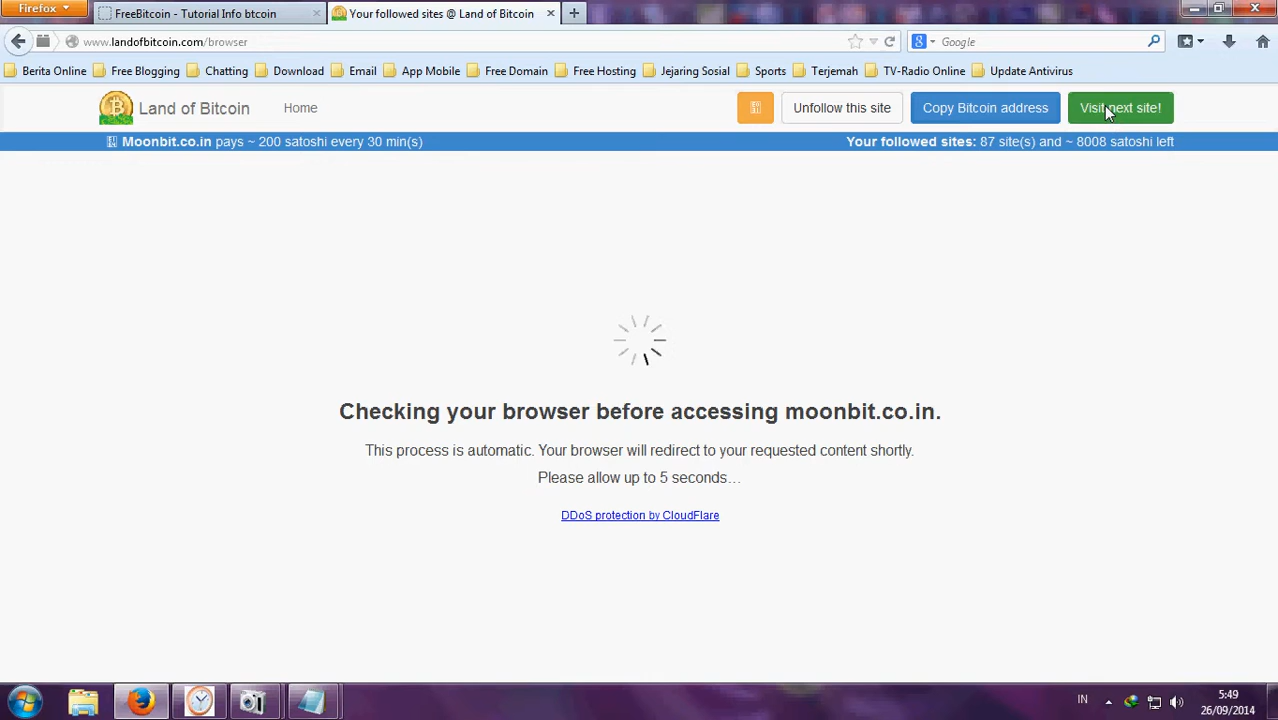 Firefox
FreeBitcoin - Tutorial Info btcoin
Your followed sites @ Land of Bitcoin
www.landofbitcoin.com/browser
Google
Berita Online
Free Blogging
Chatting
Download
Email
App Mobile
Free Domain
Free Hosting
Jejaring Sosial
Sports
Terjemah
TV-Radio Online
Update Antivirus
Land of Bitcoin
Home
Unfollow this site
Copy Bitcoin address
Visit next site!
Moonbit.co.in pays ~ 200 satoshi every 30 min(s)
Your followed sites: 87 site(s) and ~ 8008 satoshi left
Checking your browser before accessing moonbit.co.in.
This process is automatic. Your browser will redirect to your requested content shortly.
Please allow up to 5 seconds…
DDoS protection by CloudFlare
IN
5:49
26/09/2014